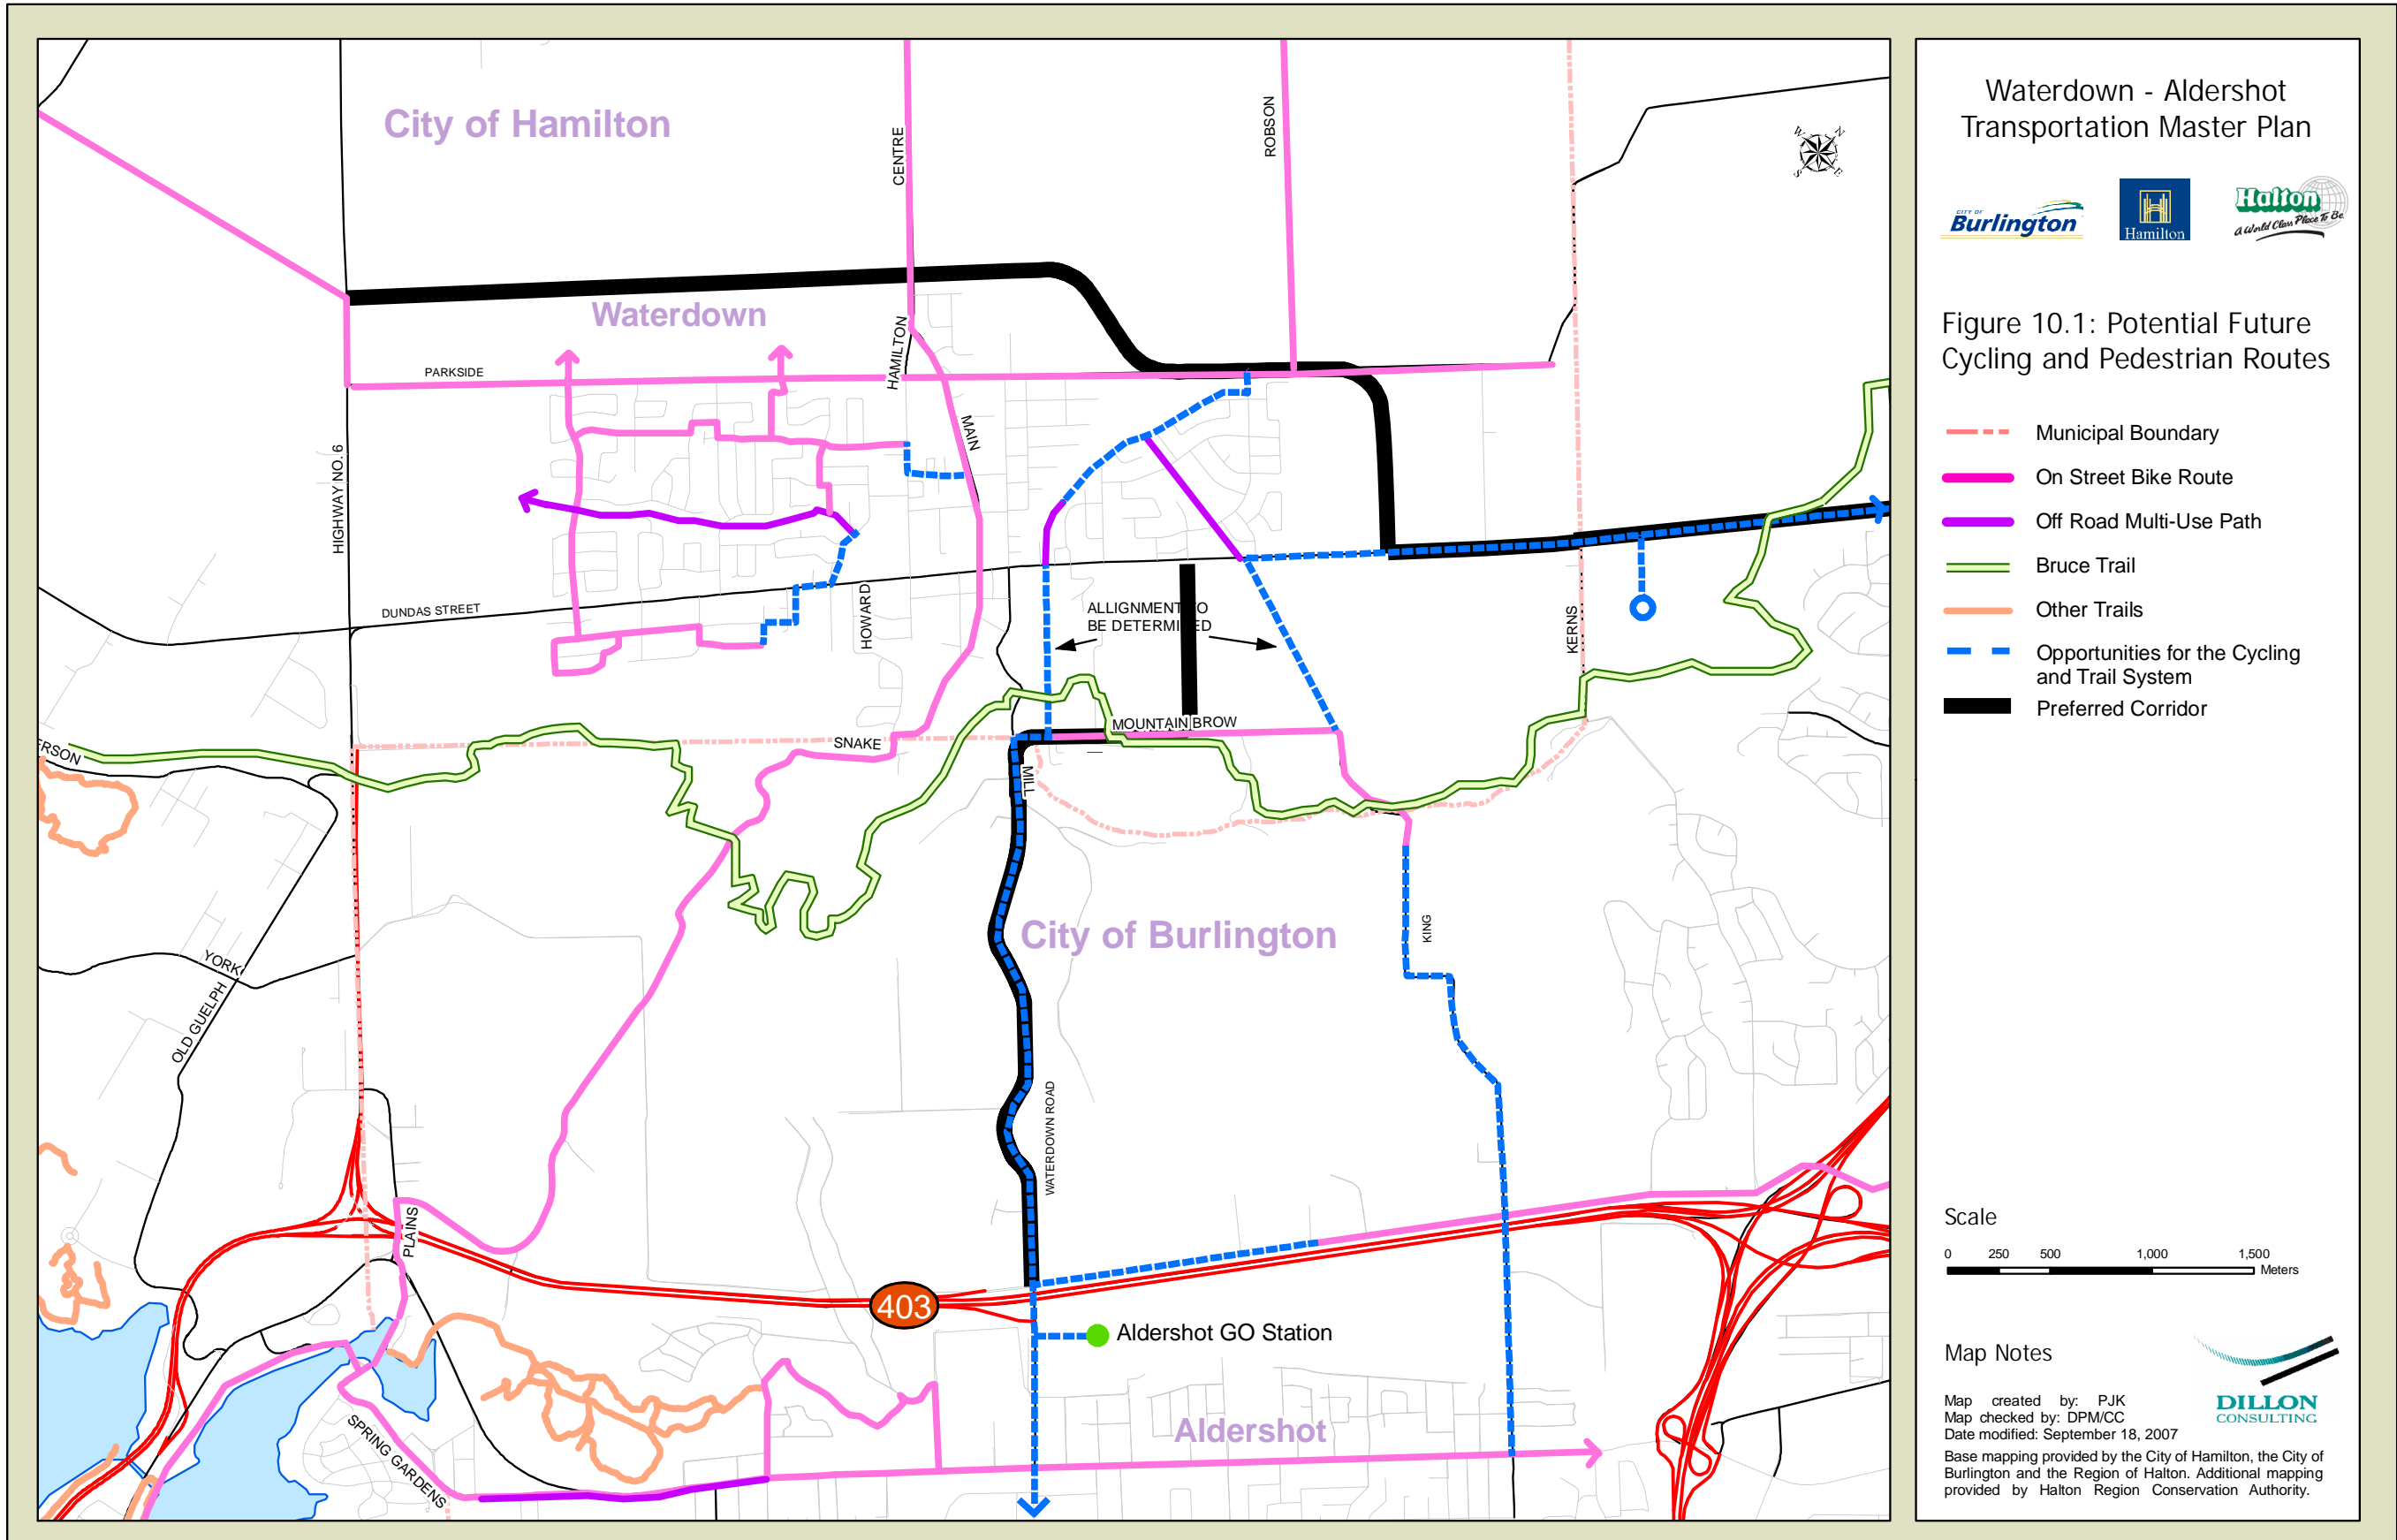 City of Hamilton
CENTRE
ROBSON
N
W
E
S
Waterdown
HAMILTON
PARKSIDE
MAIN
HIGHWAY NO. 6
DUNDAS STREET
HOWARD
ALLIGNMENT TO
BE DETERMINED
KERNS
MOUNTAIN BROW
SNAKE
ERSON
MILL
City of Burlington
KING
YORK
OLD GUELPH
WATERDOWN ROAD
PLAINS
403
Aldershot GO Station
Aldershot
SPRING GARDENS
Waterdown - Aldershot
Transportation Master Plan
CITY OF
Burlington
Hamilton
Halton
A World Class Place To Be
Figure 10.1: Potential Future
Cycling and Pedestrian Routes
Municipal Boundary
On Street Bike Route
Off Road Multi-Use Path
Bruce Trail
Other Trails
Opportunities for the Cycling
and Trail System
Preferred Corridor
Scale
0 250 500 1,000 1,500
Meters
Map Notes
DILLON
CONSULTING
Map created by: PJK
Map checked by: DPM/CC
Date modified: September 18, 2007
Base mapping provided by the City of Hamilton, the City of
Burlington and the Region of Halton. Additional mapping
provided by Halton Region Conservation Authority.